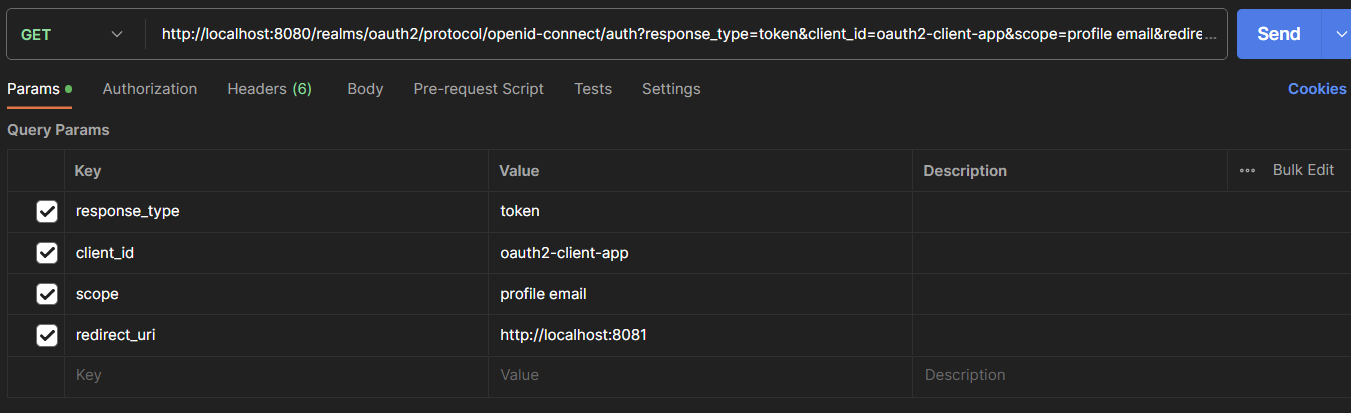 GET http://localhost:8080/realms/oauth2/protocol/openid-connect/auth?response_type=token&client_id=oauth2-client-app&scope=profile email&redire... Send
Params Authorization Headers (6) Body Pre-request Script Tests Settings Cookies
Query Params
Key Value Description ••• Bulk Edit
response_type token
client_id oauth2-client-app
scope profile email
redirect_uri http://localhost:8081
Key Value Description